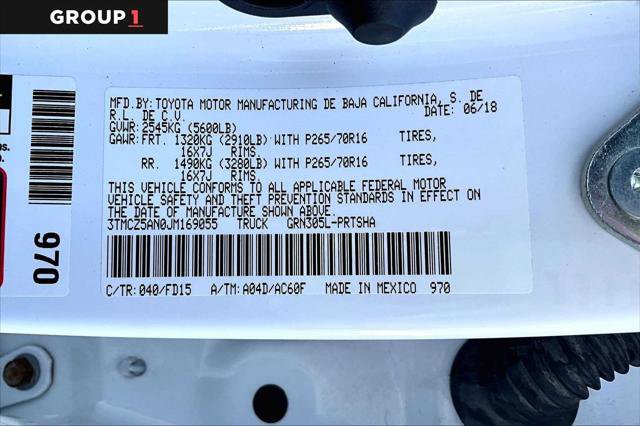 GROUP 1
MFD.BY: TOYOTA MOTOR MANUFACTURING DE BAJA CALIFORNIA, S. DE
R.L. DE C.V. DATE: 06/18
GVWR: 2545KG (5600LB)
GAWR: FRT. 1320KG (2910LB) WITH P265/70R16 TIRES,
16X7J RIMS.
RR. 1490KG (3280LB) WITH P265/70R16 TIRES,
16X7J RIMS.
THIS VEHICLE CONFORMS TO ALL APPLICABLE FEDERAL MOTOR
VEHICLE SAFETY AND THEFT PREVENTION STANDARDS IN EFFECT ON
THE DATE OF MANUFACTURE SHOWN ABOVE.
3TMCZ5AN0JM169055 TRUCK GRN305L-PRTSHA
C/TR: 040/FD15 A/TM: A04D/AC60F MADE IN MEXICO 970
970